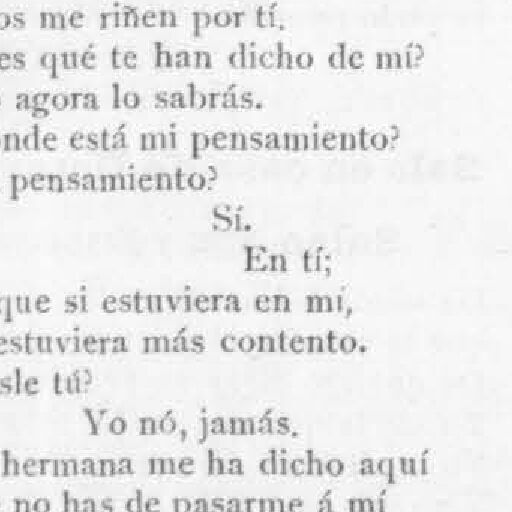 os me riñen por tí.
es qué te han dicho de mí?
agora lo sabrás.
onde está mi pensamiento?
pensamiento?
Sí.
En tí;
que si estuviera en mí,
estuviera más contento.
sle tú?
Yo nó, jamás.
hermana me ha dicho aquí
no has de pasarme á mí